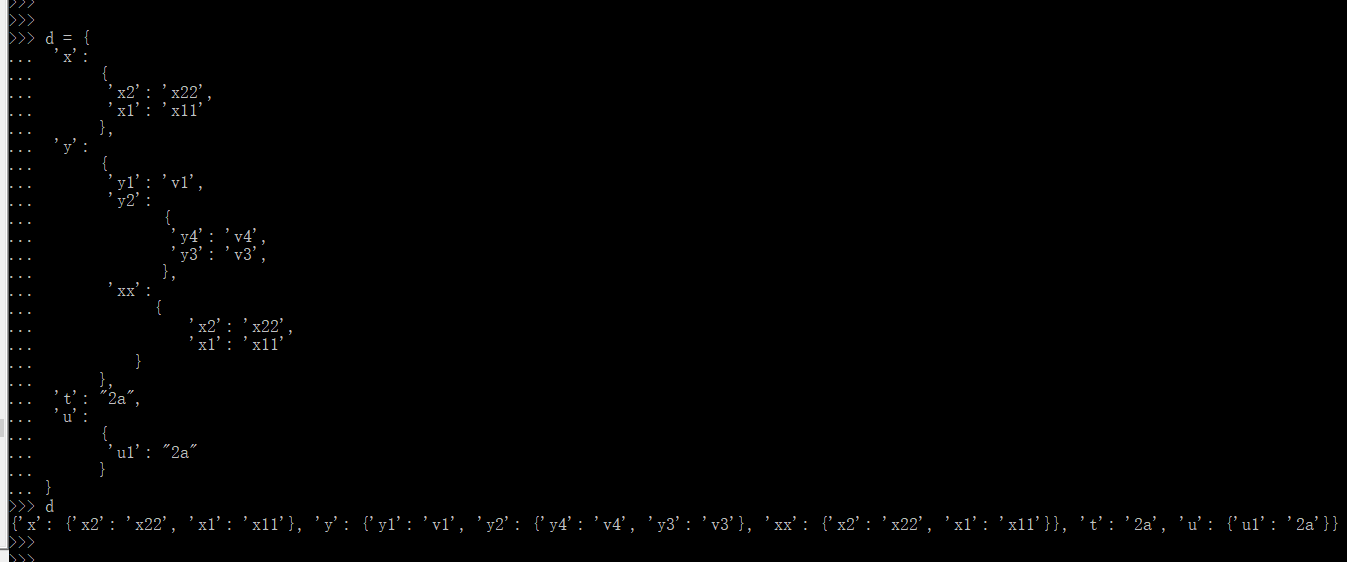 >>>
>>>
>>> d = {
...  'x':
...       {
...        'x2': 'x22',
...        'x1': 'x11'
...       },
...  'y':
...       {
...        'y1': 'v1',
...        'y2':
...              {
...               'y4': 'v4',
...               'y3': 'v3',
...              },
...        'xx':
...             {
...                 'x2': 'x22',
...                 'x1': 'x11'
...           }
...       },
...  't': "2a",
...  'u':
...       {
...        'u1': "2a"
...       }
... }
>>> d
{'x': {'x2': 'x22', 'x1': 'x11'}, 'y': {'y1': 'v1', 'y2': {'y4': 'v4', 'y3': 'v3'}, 'xx': {'x2': 'x22', 'x1': 'x11'}}, 't': '2a', 'u': {'u1': '2a'}}
>>>
>>>